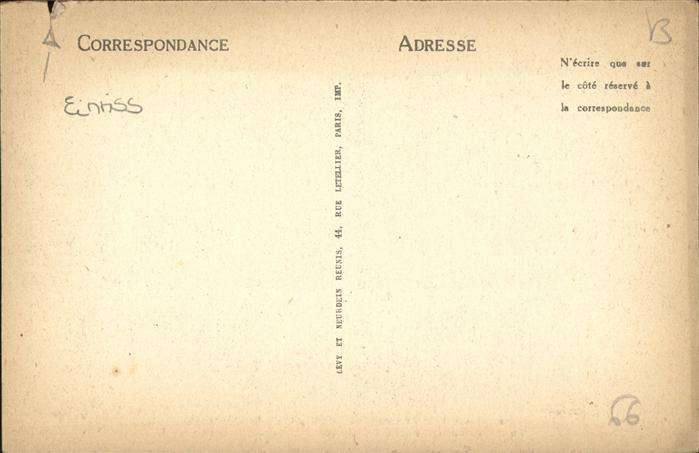 CORRESPONDANCE
ADRESSE
B
N'écrire que sur
le côté réservé à
la correspondance
Einriss
LEVY ET NEURDEIN REUNIS, 44, RUE LETELLIER, PARIS, IMP.
66